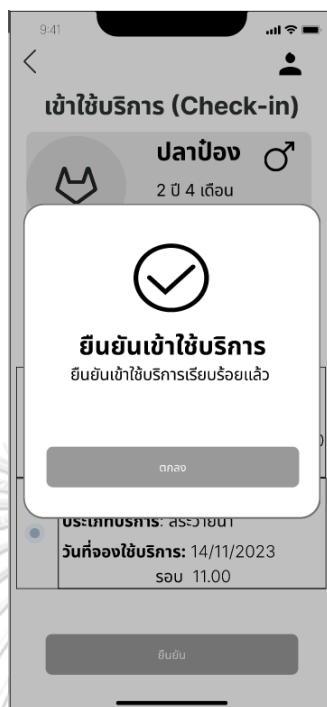 9:41
เข้าใช้บริการ (Check-in)
ปลาป๋อง
2 ปี 4 เดือน
ยืนยันเข้าใช้บริการ
ยืนยันเข้าใช้บริการเรียบร้อยแล้ว
)
ตกลง
ประเภทบริการ: สระว่ายน้ำ
วันที่จองใช้บริการ: 14/11/2023
รอบ 11.00
ยืนยัน